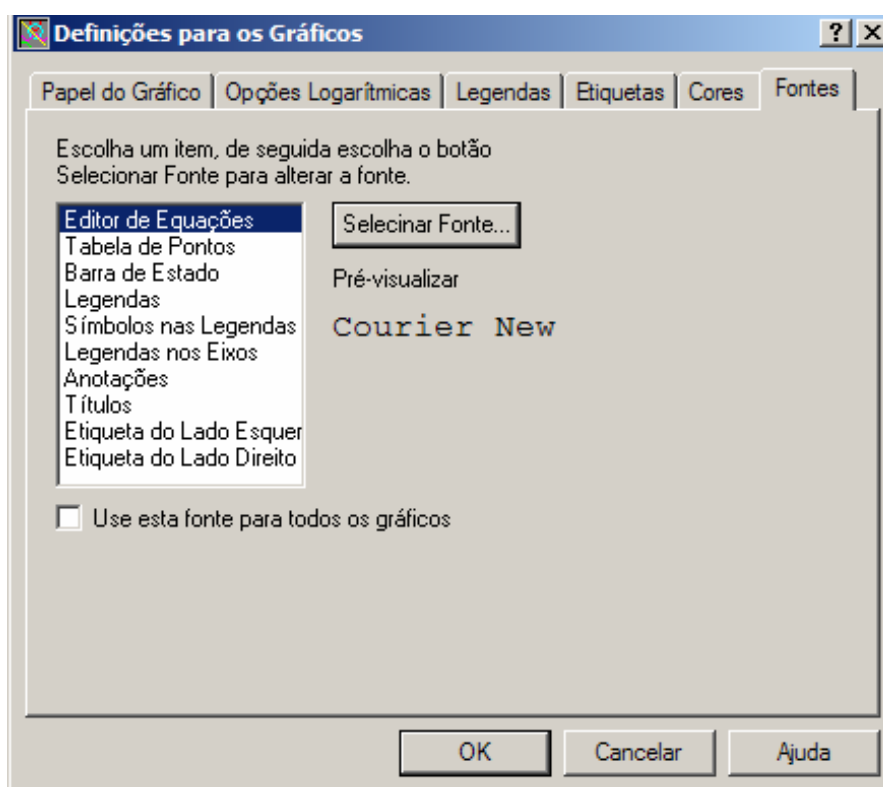 Definições para os Gráficos
Papel do Gráfico Opções Logarítmicas Legendas Etiquetas Cores Fontes
Escolha um item, de seguida escolha o botão
Selecionar Fonte para alterar a fonte.
Editor de Equações
Tabela de Pontos
Barra de Estado
Legendas
Símbolos nas Legendas
Legendas nos Eixos
Anotações
Títulos
Etiqueta do Lado Esquer
Etiqueta do Lado Direito
Selecinar Fonte...
Pré-visualizar
Courier New
Use esta fonte para todos os gráficos
OK Cancelar Ajuda